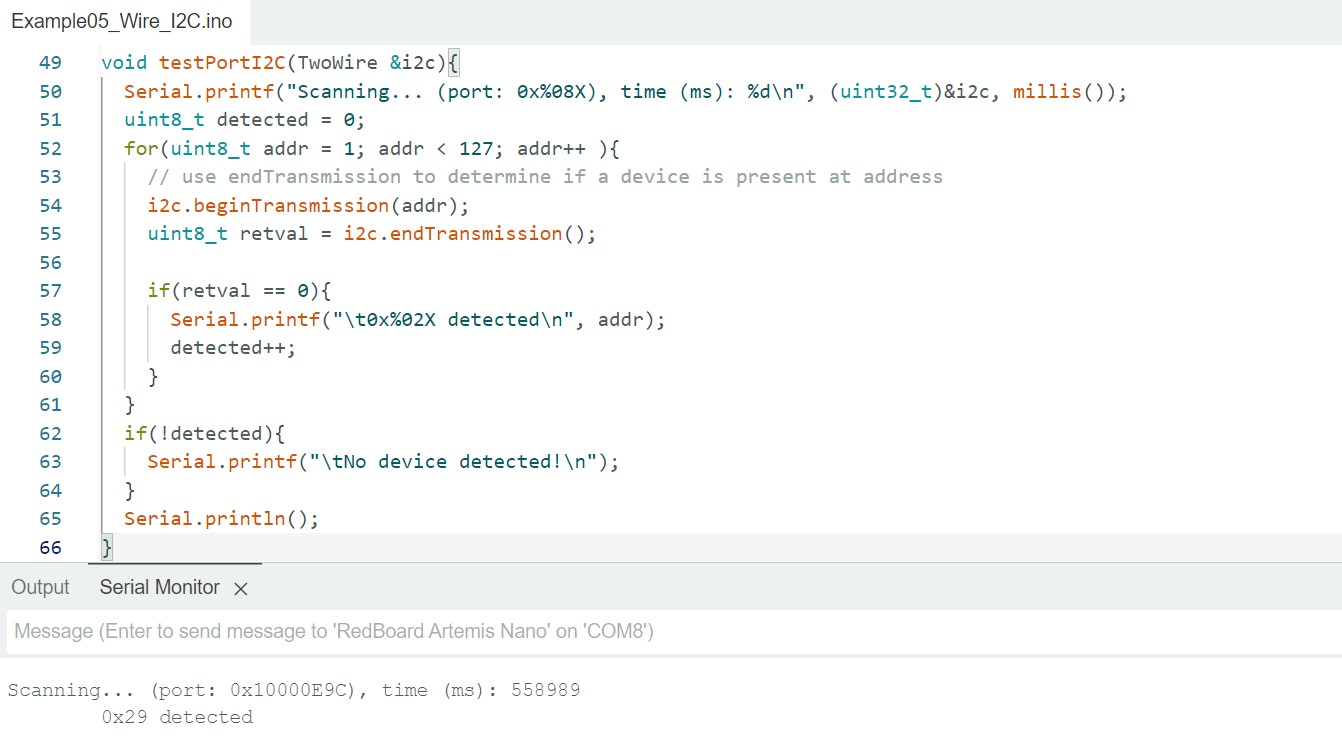 Example05_Wire_I2C.ino
49 void testPortI2C(TwoWire &i2c){
50 Serial.printf("Scanning... (port: 0x%08X), time (ms): %d\n", (uint32_t)&i2c, millis());
51 uint8_t detected = 0;
52 for(uint8_t addr = 1; addr < 127; addr++ ){
53 // use endTransmission to determine if a device is present at address
54 i2c.beginTransmission(addr);
55 uint8_t retval = i2c.endTransmission();
56
57 if(retval == 0){
58 Serial.printf("\t0x%02X detected\n", addr);
59 detected++;
60 }
61 }
62 if(!detected){
63 Serial.printf("\tNo device detected!\n");
64 }
65 Serial.println();
66 }
Output Serial Monitor ×
Message (Enter to send message to 'RedBoard Artemis Nano' on 'COM8')
Scanning... (port: 0x10000E9C), time (ms): 558989
0x29 detected